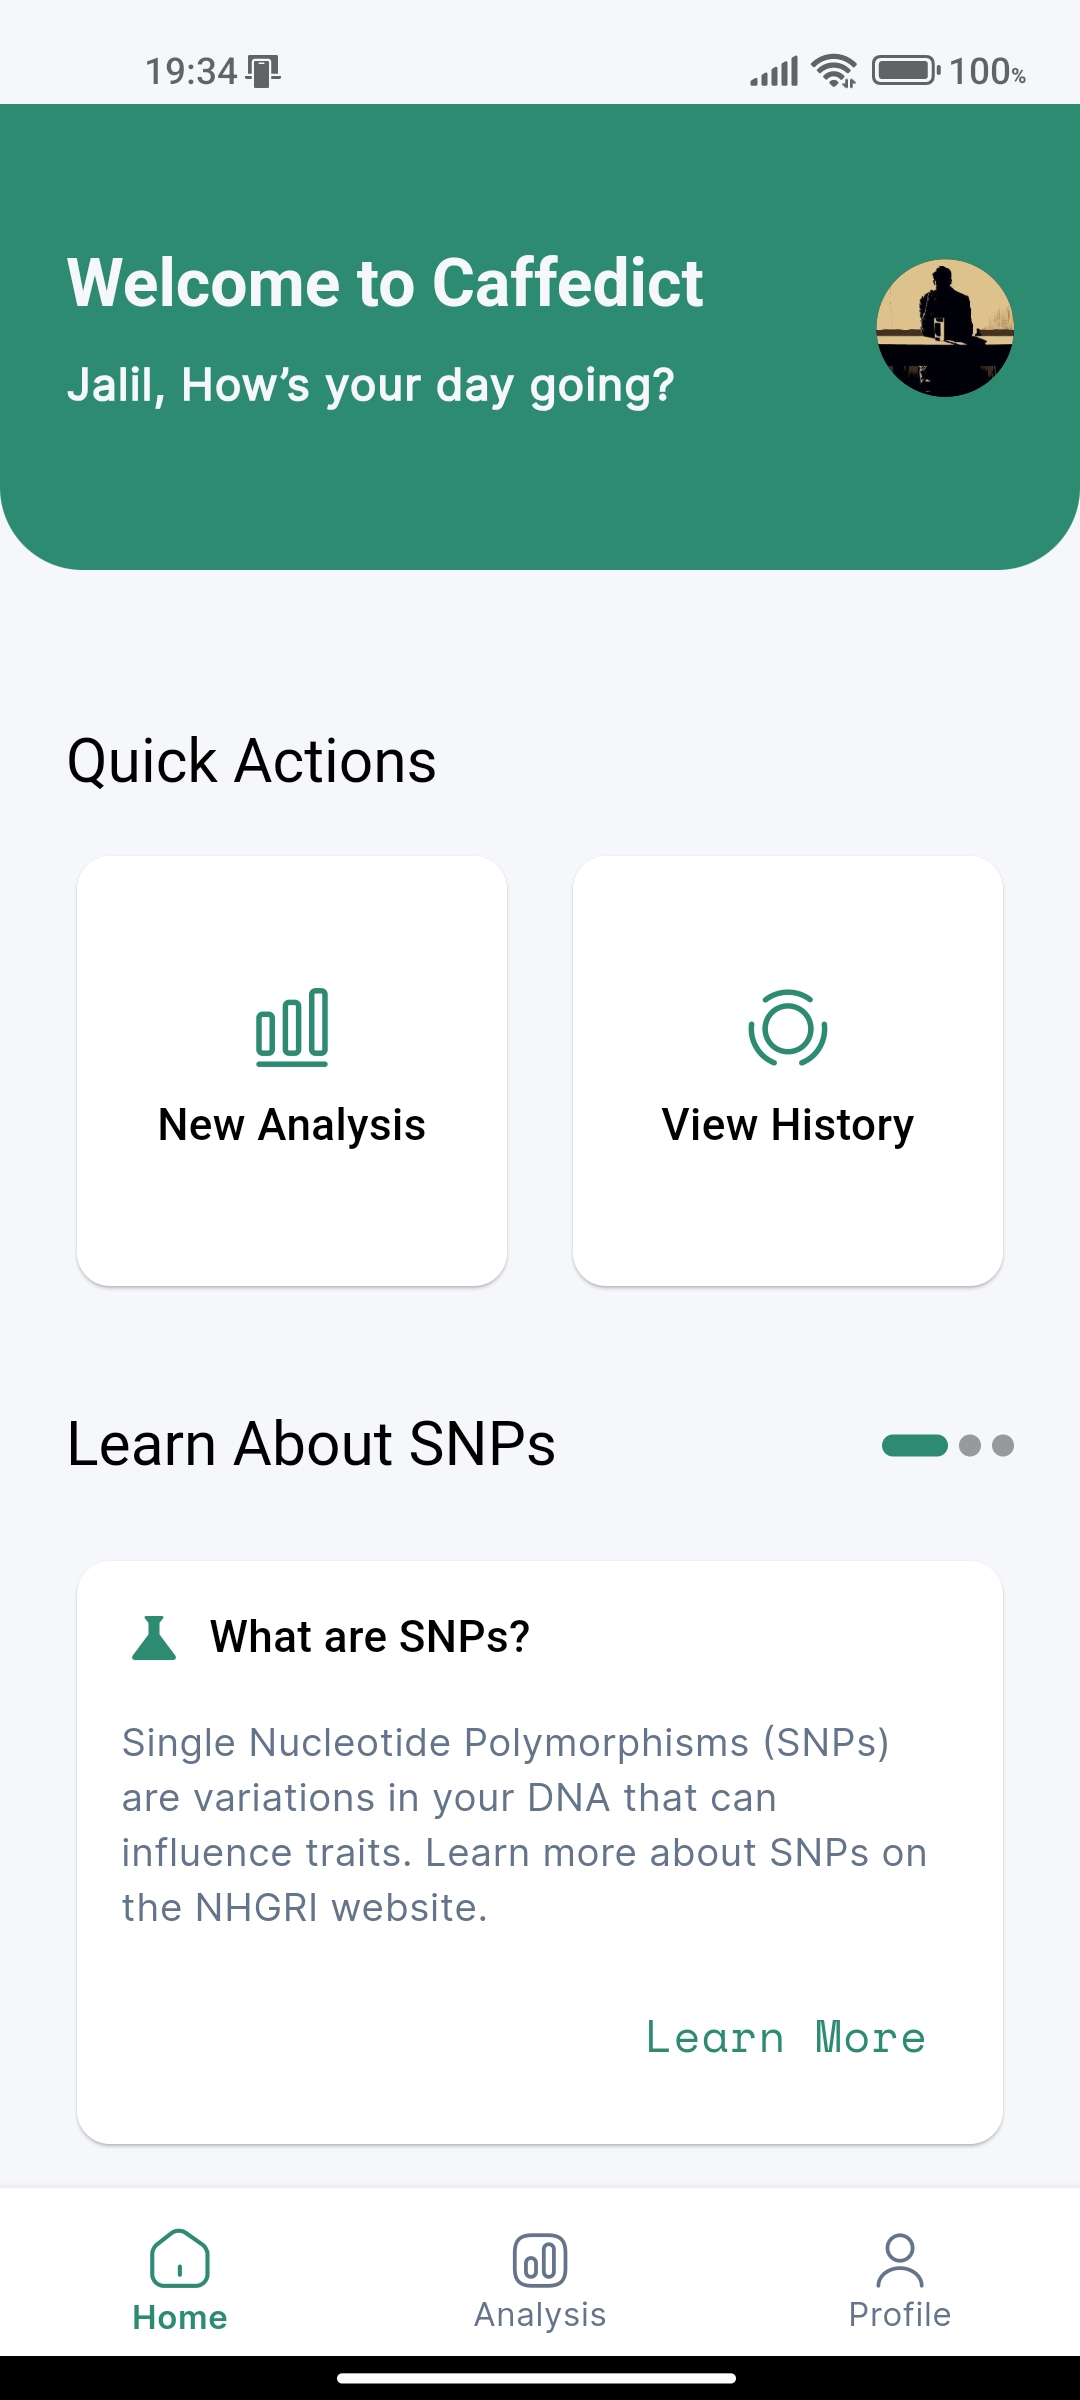 19:34
100%
Welcome to Caffedict
Jalil, How’s your day going?
Quick Actions
New Analysis
View History
Learn About SNPs
What are SNPs?
Single Nucleotide Polymorphisms (SNPs)
are variations in your DNA that can
influence traits. Learn more about SNPs on
the NHGRI website.
Learn More
Home
Analysis
Profile